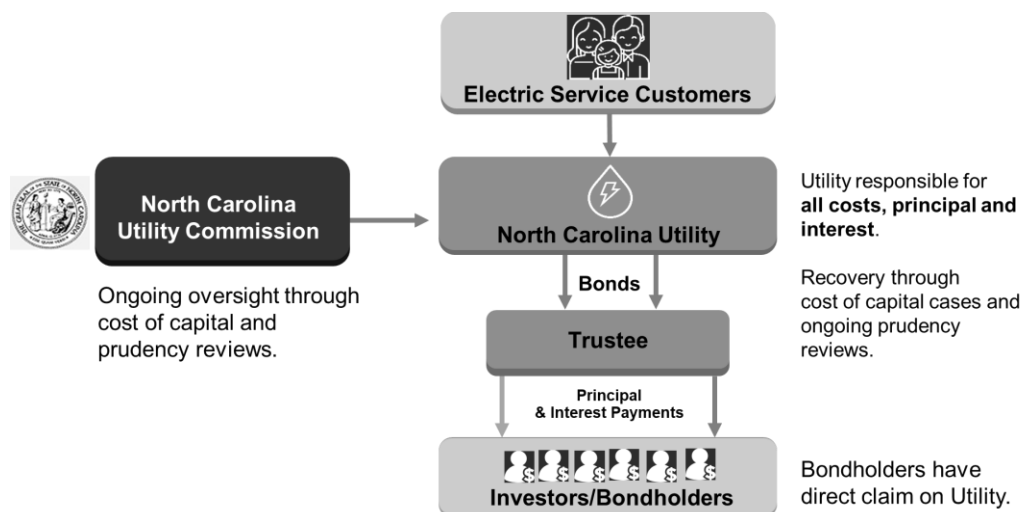 Electric Service Customers
North Carolina
Utility Commission
Ongoing oversight through
cost of capital and
prudency reviews.
North Carolina Utility
Utility responsible for
all costs, principal and
interest.
Recovery through
cost of capital cases and
ongoing prudency
reviews.
Bonds
Trustee
Principal
& Interest Payments
$ $ $ $ $ $
Investors/Bondholders
Bondholders have
direct claim on Utility.